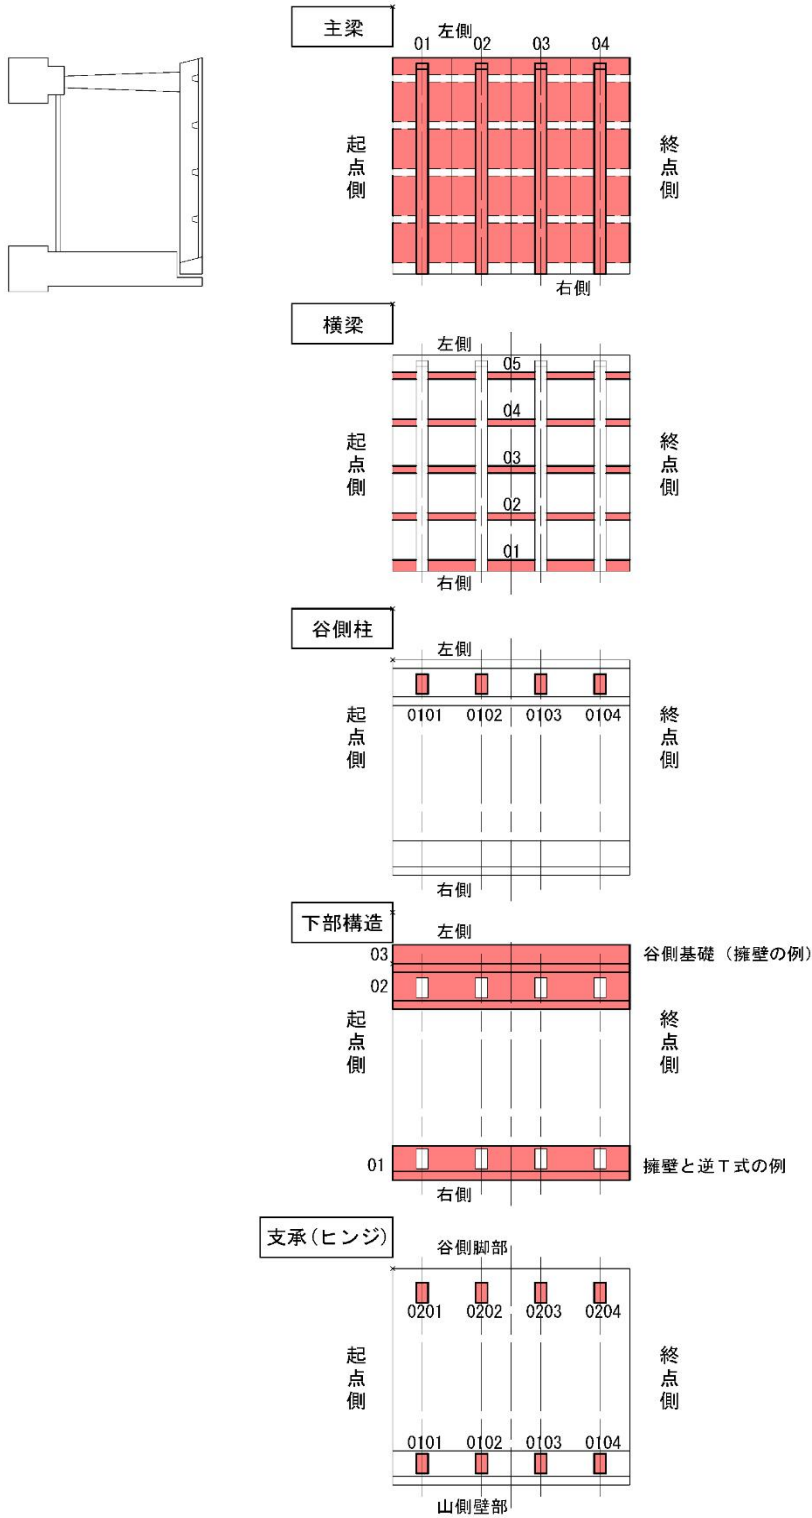 主梁
左側
01 02 03 04
起点側
終点側
右側
横梁
左側
05
04
起点側
終点側
03
02
01
右側
谷側柱
左側
0101 0102 0103 0104
起点側
終点側
右側
下部構造
左側
03
谷側基礎（擁壁の例）
02
起点側
終点側
01
擁壁と逆Ｔ式の例
右側
支承(ヒンジ)
谷側脚部
0201 0202 0203 0204
起点側
終点側
0101 0102 0103 0104
山側壁部